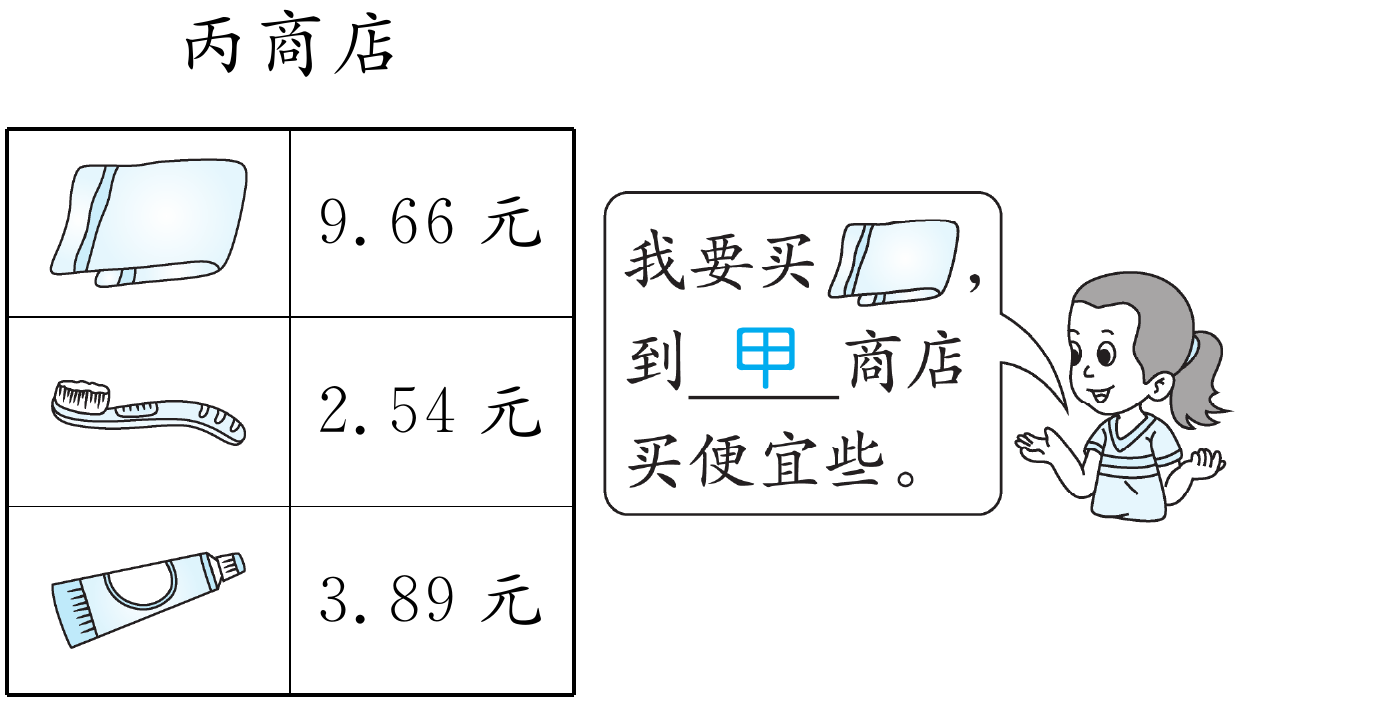 丙商店
9.66 元
2.54 元
3.89 元
我要买 ,
到 甲 商店
买便宜些。